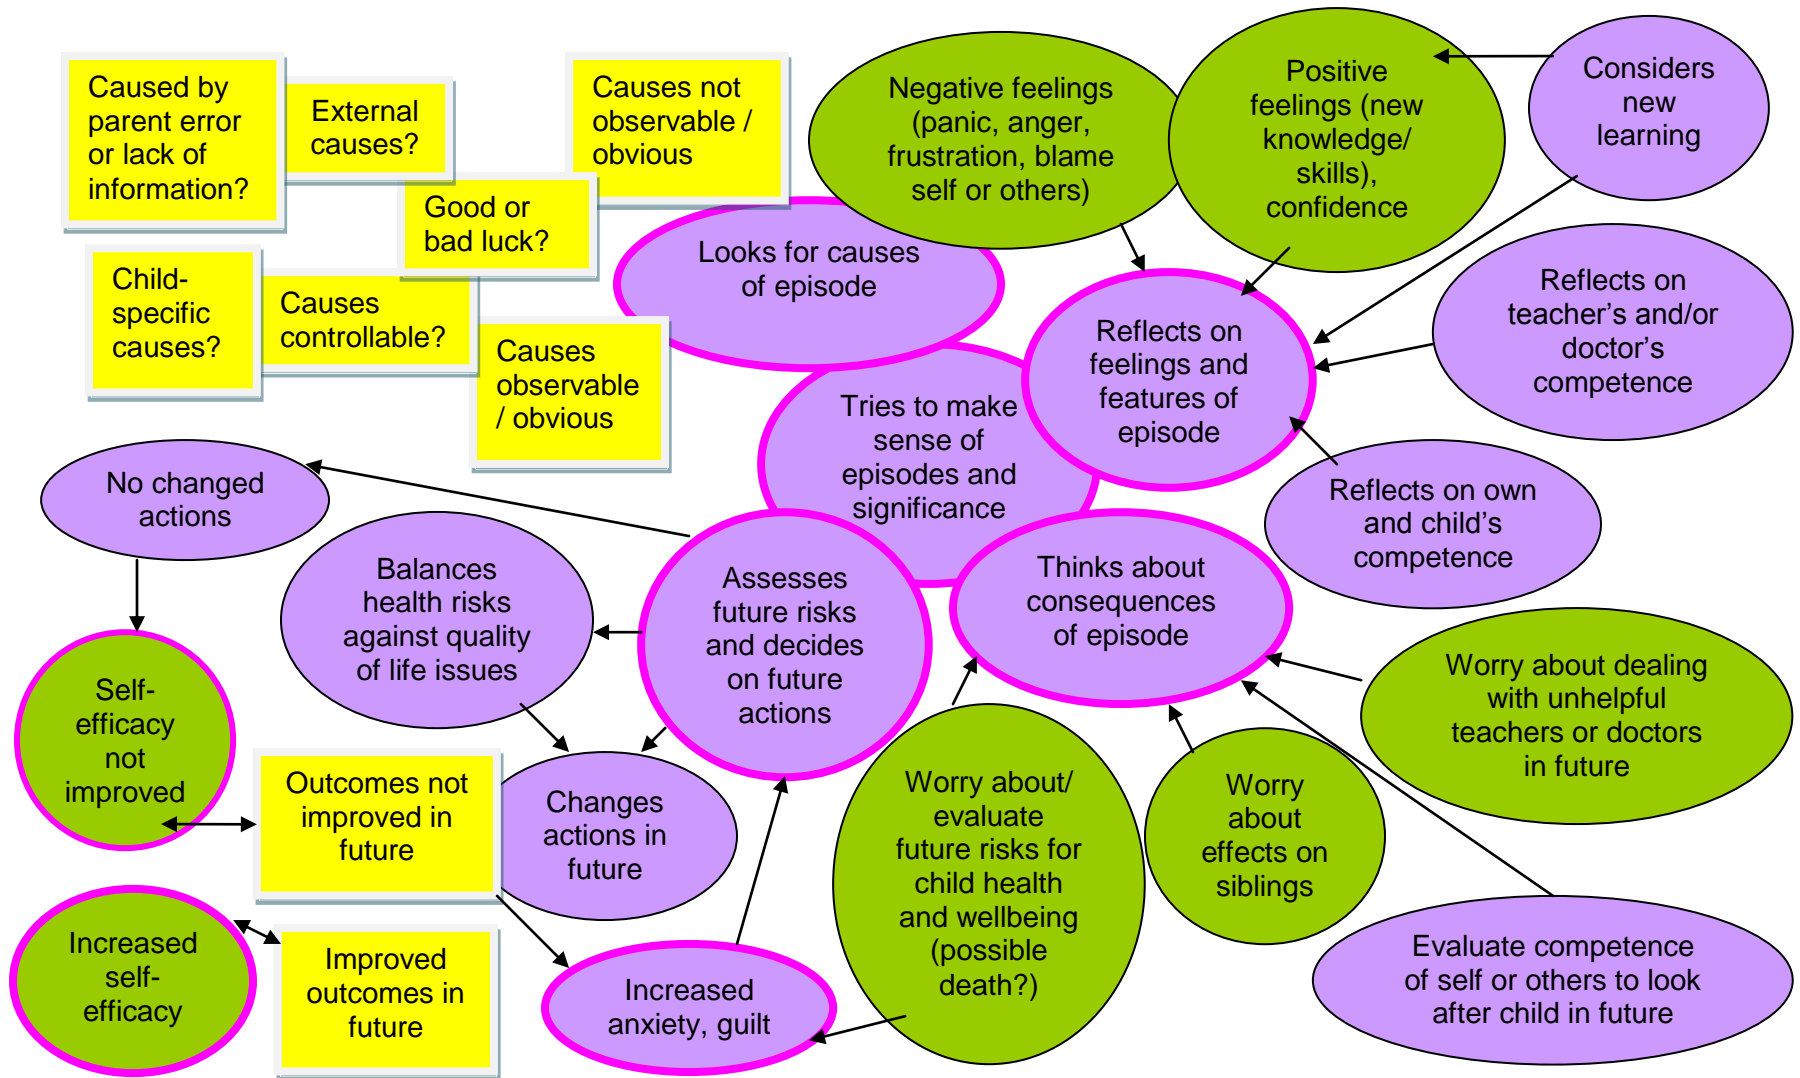 Caused by
parent error
or lack of
information?
External
causes?
Causes not
observable /
obvious
Good or
bad luck?
Child-
specific
causes?
Causes
controllable?
Causes
observable
/ obvious
Negative feelings
(panic, anger,
frustration, blame
self or others)
Positive
feelings (new
knowledge/
skills),
confidence
Considers
new
learning
Looks for causes
of episode
Reflects on
feelings and
features of
episode
Reflects on
teacher's and/or
doctor's
competence
Tries to make
sense of
episodes and
significance
Reflects on own
and child's
competence
No changed
actions
Balances
health risks
against quality
of life issues
Assesses
future risks
and decides
on future
actions
Thinks about
consequences
of episode
Worry about dealing
with unhelpful
teachers or doctors
in future
Self-
efficacy
not
improved
Outcomes not
improved in
future
Changes
actions in
future
Worry about/
evaluate
future risks for
child health
and wellbeing
(possible
death?)
Worry
about
effects on
siblings
Increased
self-
efficacy
Improved
outcomes in
future
Increased
anxiety, guilt
Evaluate competence
of self or others to look
after child in future